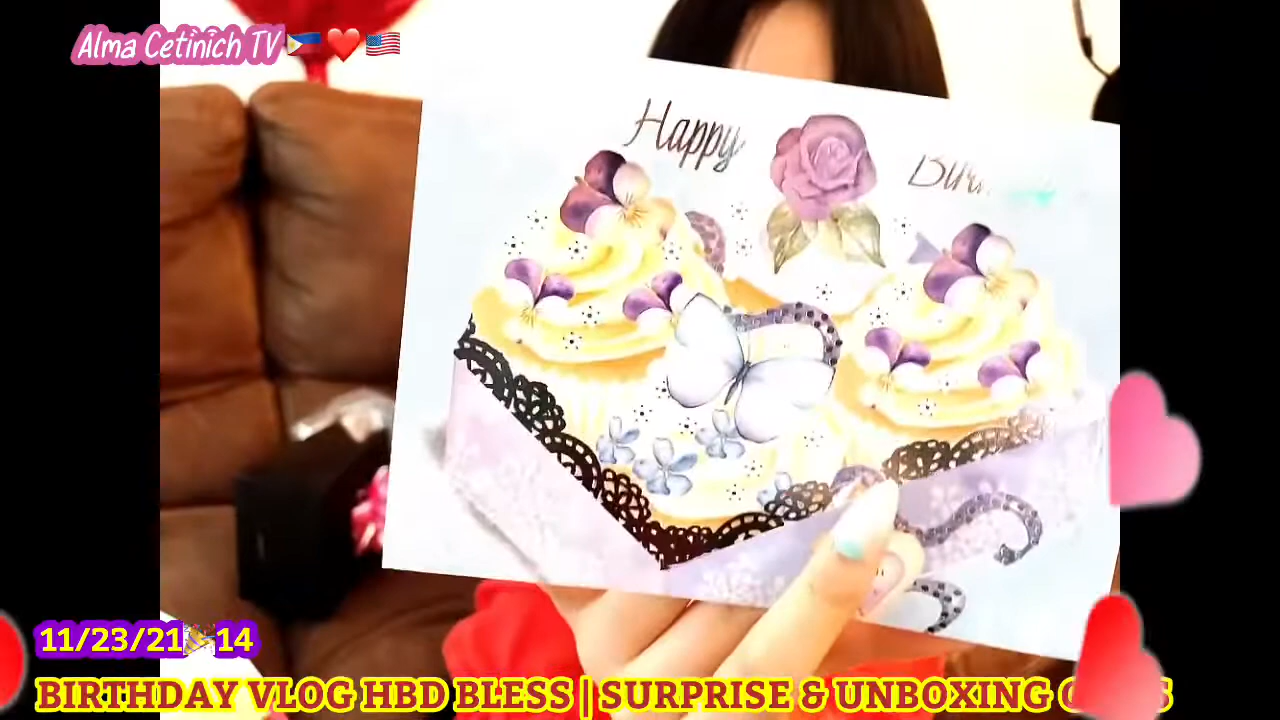 Alma Cetinich TV🇵🇭❤️🇺🇸
Happy
11/23/21🎉14
BIRTHDAY VLOG HBD BLESS | SURPRISE & UNBOXING